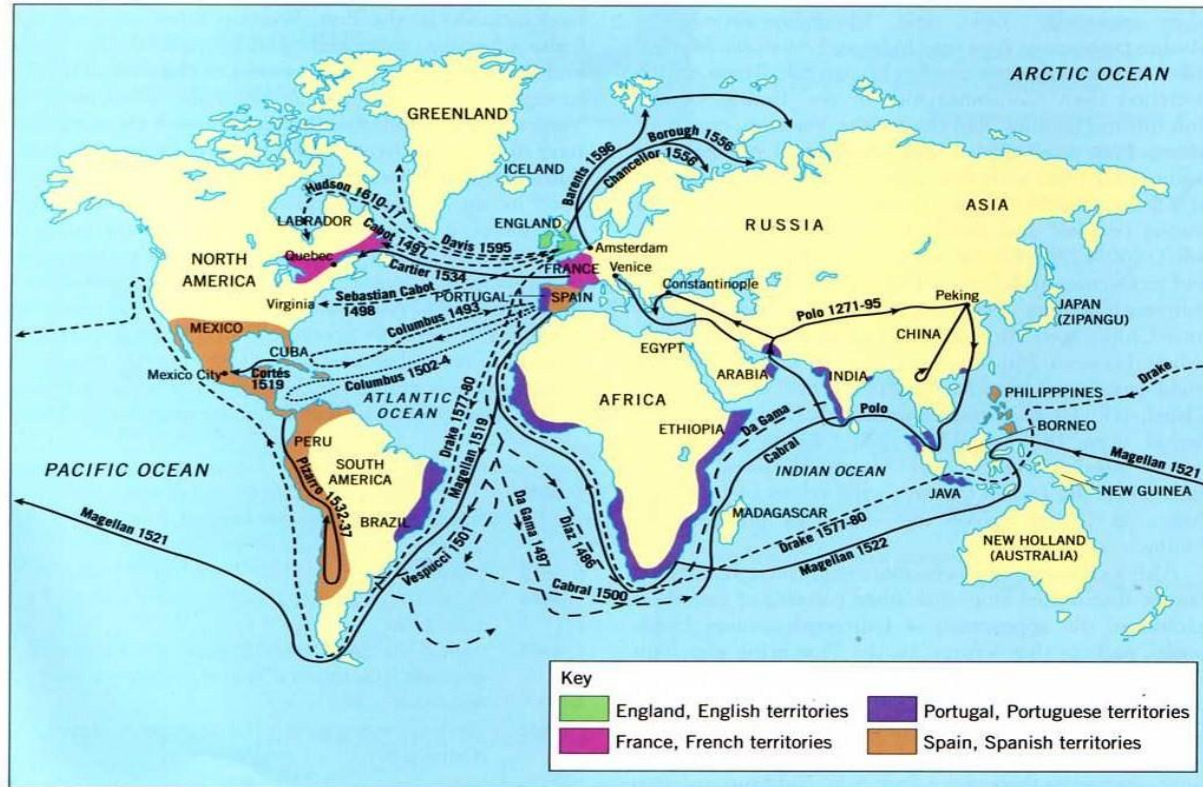 ARCTIC OCEAN
GREENLAND
ICELAND
Barents 1596
Borough 1556
Chancellor 1556
Hudson 1610-11
LABRADOR
Cabot 1497
Davis 1595
ENGLAND
Amsterdam
RUSSIA
ASIA
NORTH
AMERICA
Quebec
Cartier 1534
FRANCE
Venice
Virginia
Sebastian Cabot
1498
PORTUGAL
SPAIN
Constantinople
Polo 1271-95
Peking
CHINA
JAPAN
(ZIPANGU)
MEXICO
Columbus 1493
CUBA
Mexico City
Cortés
1519
Columbus 1502-4
ATLANTIC
OCEAN
EGYPT
ARABIA
INDIA
AFRICA
ETHIOPIA
Da Gama
Polo
Cabral
PHILIPPPINES
BORNEO
Drake
Magellan 1521
PACIFIC OCEAN
PERU
Pizarro 1532-37
SOUTH
AMERICA
BRAZIL
Drake 1577-80
Magellan 1519
Vespucci 1501
Da Gama 1497
Diaz 1486
Cabral 1500
INDIAN OCEAN
MADAGASCAR
JAVA
NEW GUINEA
Drake 1577-80
Magellan 1522
NEW HOLLAND
(AUSTRALIA)
Magellan 1521
Key
England, English territories
France, French territories
Portugal, Portuguese territories
Spain, Spanish territories